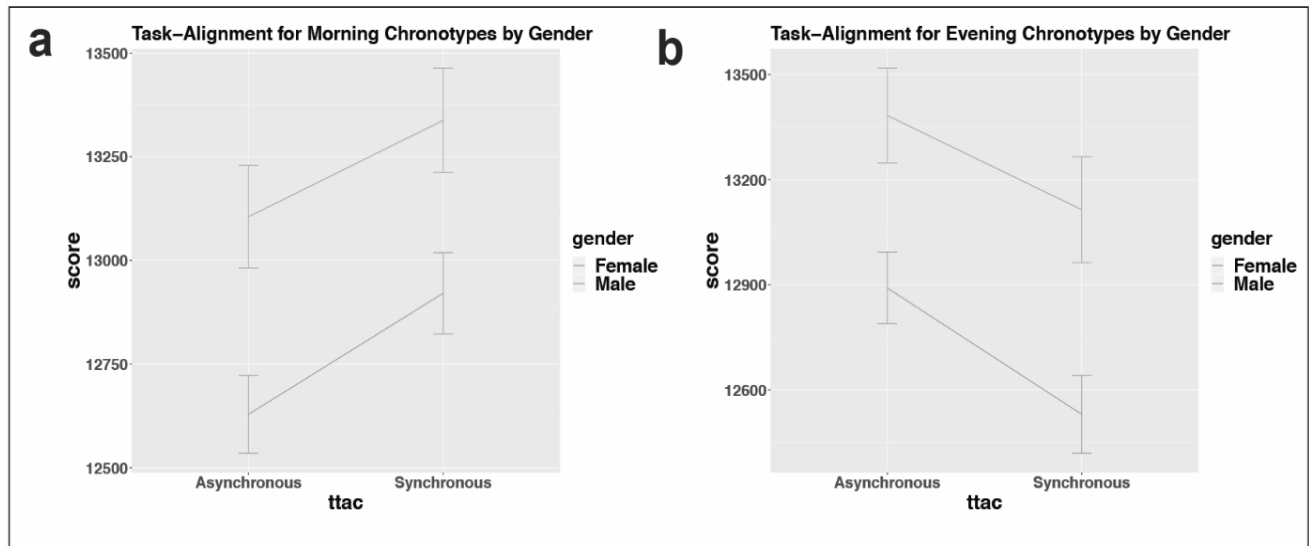 a
Task−Alignment for Morning Chronotypes by Gender
13500
13250
13000
12750
12500
score
Asynchronous
Synchronous
ttac
gender
Female
Male
b
Task−Alignment for Evening Chronotypes by Gender
13500
13200
12900
12600
score
Asynchronous
Synchronous
ttac
gender
Female
Male